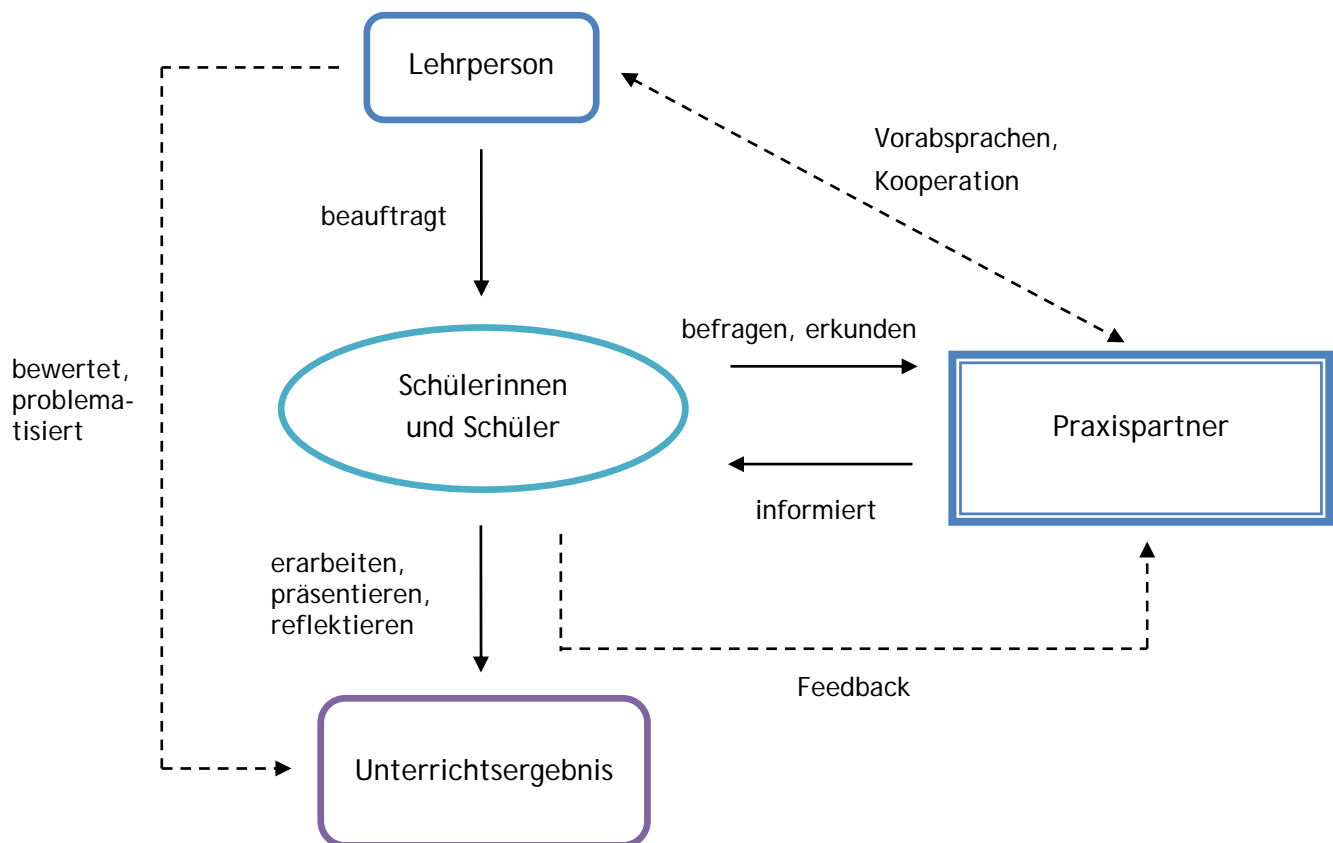 Lehrperson
Vorabsprachen,
Kooperation
beauftragt
befragen, erkunden
bewertet,
problema-
tisiert
Schülerinnen
und Schüler
Praxispartner
informiert
erarbeiten,
präsentieren,
reflektieren
Feedback
Unterrichtsergebnis